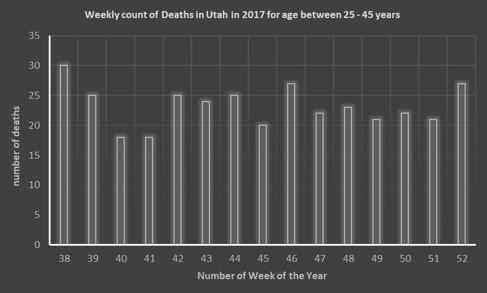 Weekly count of Deaths in Utah in 2017 for age between 25 - 45 years
35
30
25
20
15
10
5
0
number of deaths
38 39 40 41 42 43 44 45 46 47 48 49 50 51 52
Number of Week of the Year